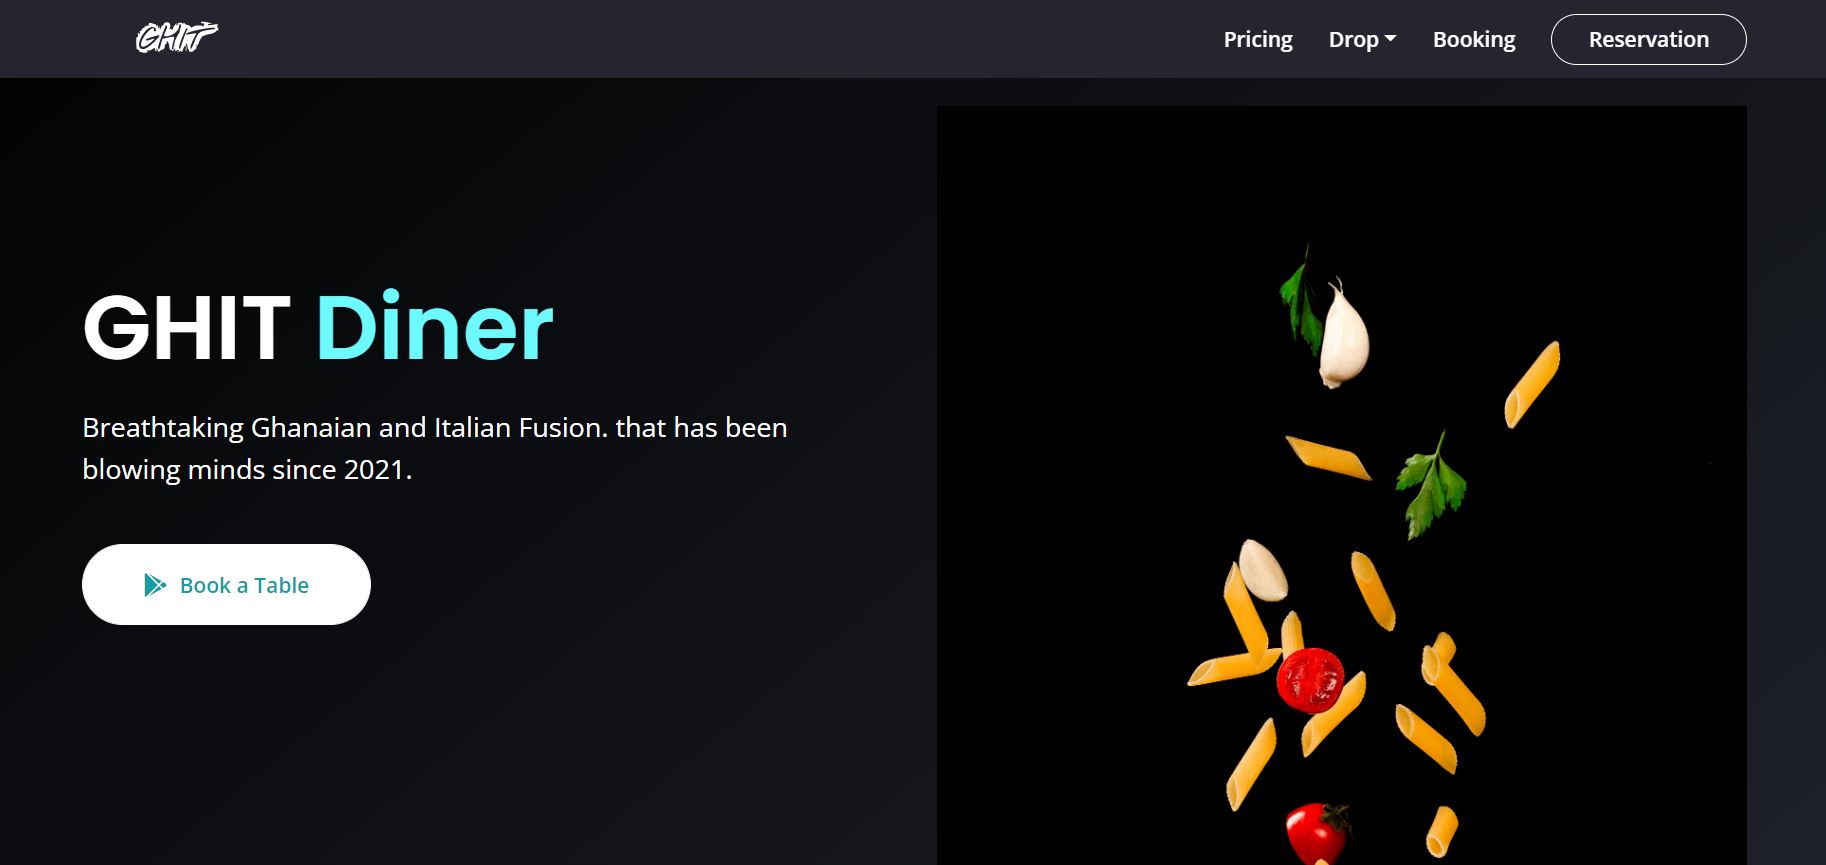 GHIT
Pricing Drop Booking Reservation
GHIT Diner
Breathtaking Ghanaian and Italian Fusion. that has been
blowing minds since 2021.
Book a Table